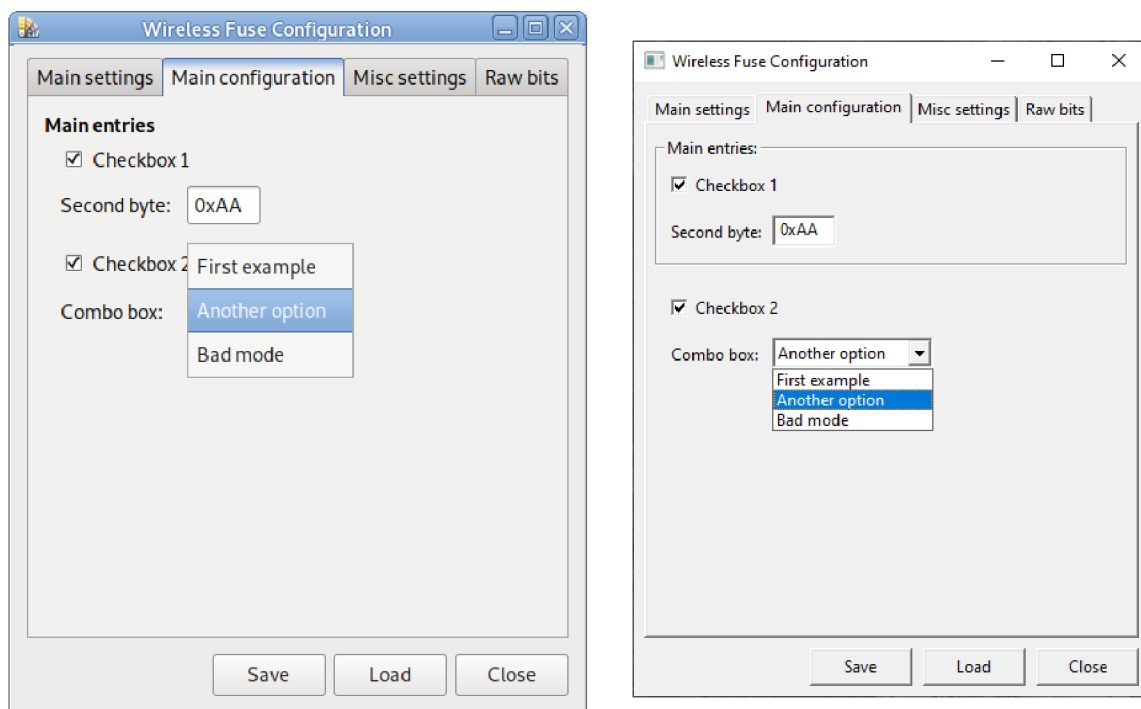 Wireless Fuse Configuration
Main settings Main configuration Misc settings Raw bits
Main entries
Checkbox 1
Second byte: 0xAA
Checkbox 2
First example
Combo box: Another option
Bad mode
Save Load Close
Wireless Fuse Configuration
Main settings Main configuration Misc settings Raw bits
Main entries:
Checkbox 1
Second byte: 0xAA
Checkbox 2
Combo box: Another option
First example
Another option
Bad mode
Save Load Close